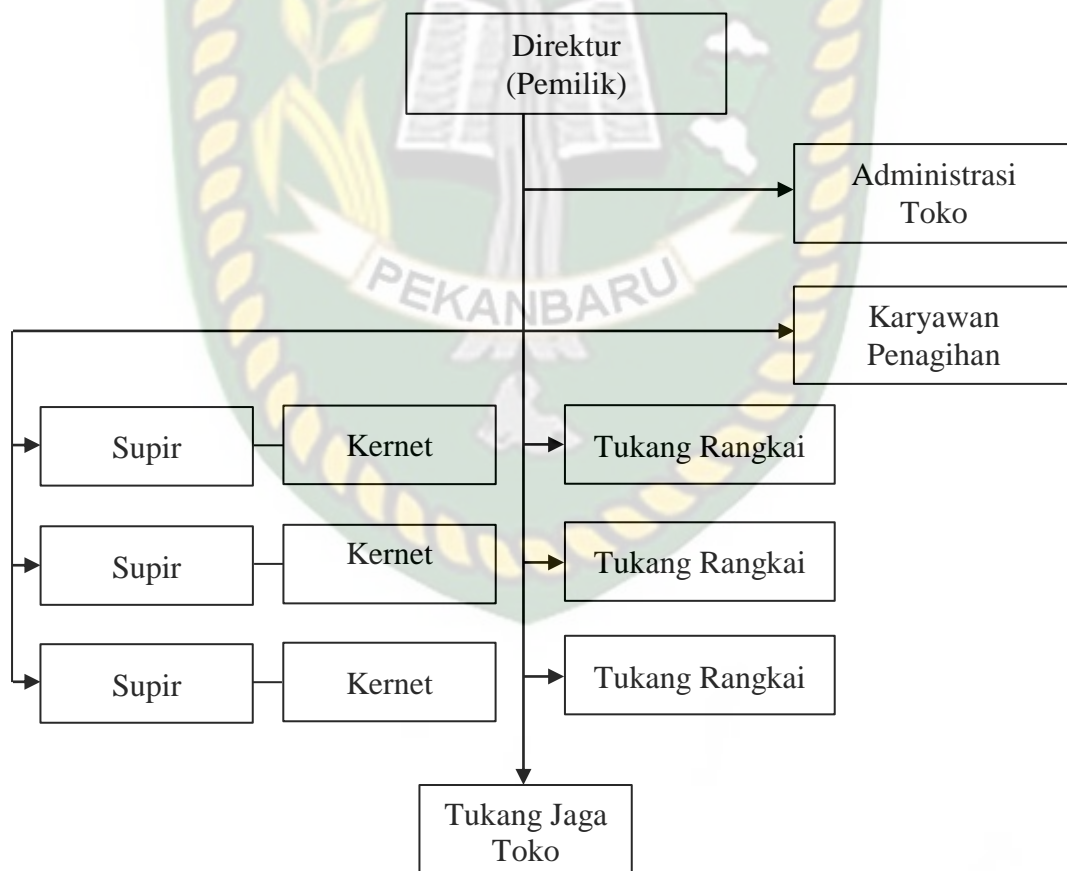 Direktur
(Pemilik)
Administrasi
Toko
PEKANBARU
Karyawan
Penagihan
Supir
Kernet
Tukang Rangkai
Supir
Kernet
Tukang Rangkai
Supir
Kernet
Tukang Rangkai
Tukang Jaga
Toko